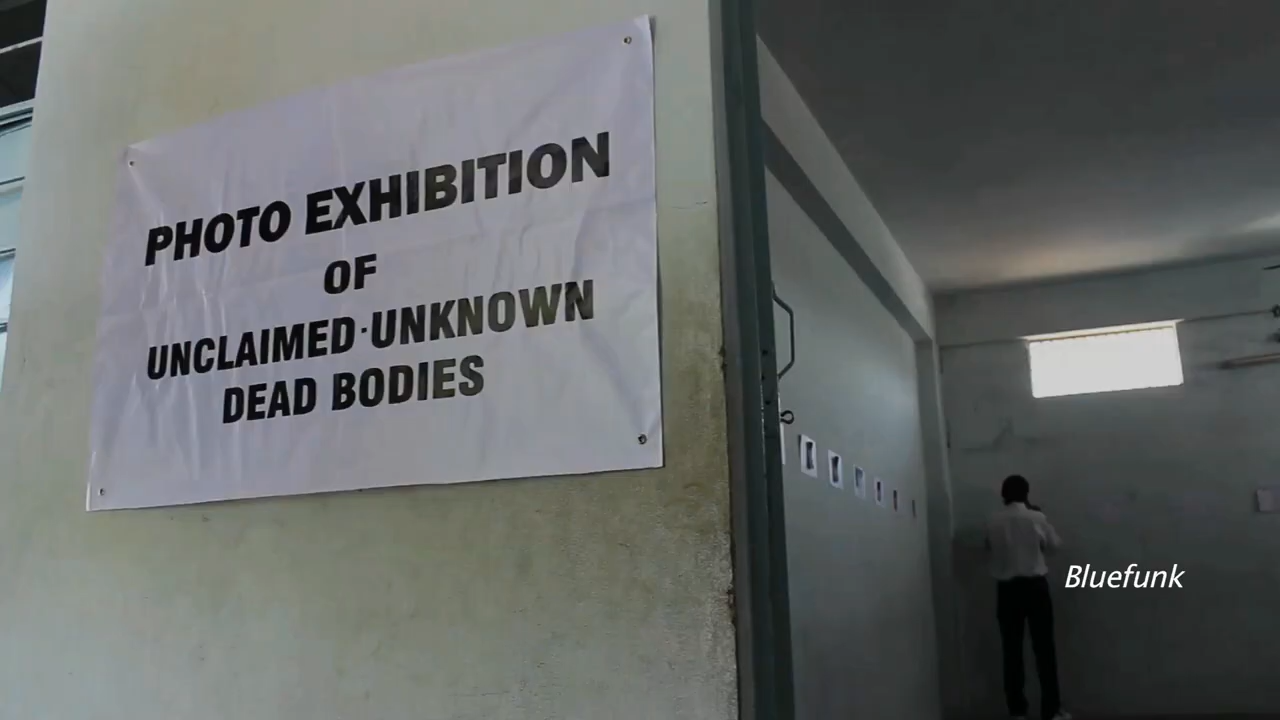 PHOTO EXHIBITION
OF
UNCLAIMED·UNKNOWN
DEAD BODIES
Bluefunk